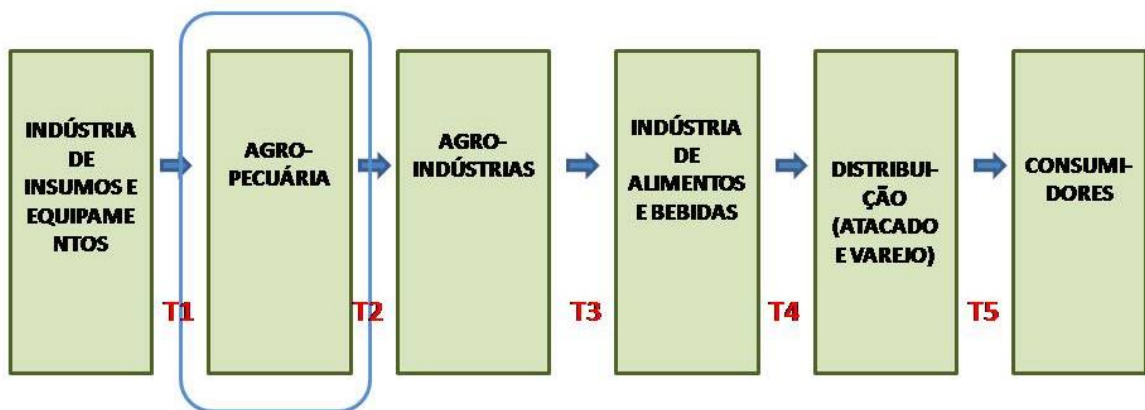 INDÚSTRIA
DE
INSUMOS E
EQUIPAME
NTOS
AGRO-
PECUÁRIA
AGRO-
INDÚSTRIAS
INDÚSTRIA
DE
ALIMENTOS
E BEBIDAS
DISTRIBUI-
ÇÃO
(ATACADO
E VAREJO)
CONSUMI-
DORES
T1
T2
T3
T4
T5